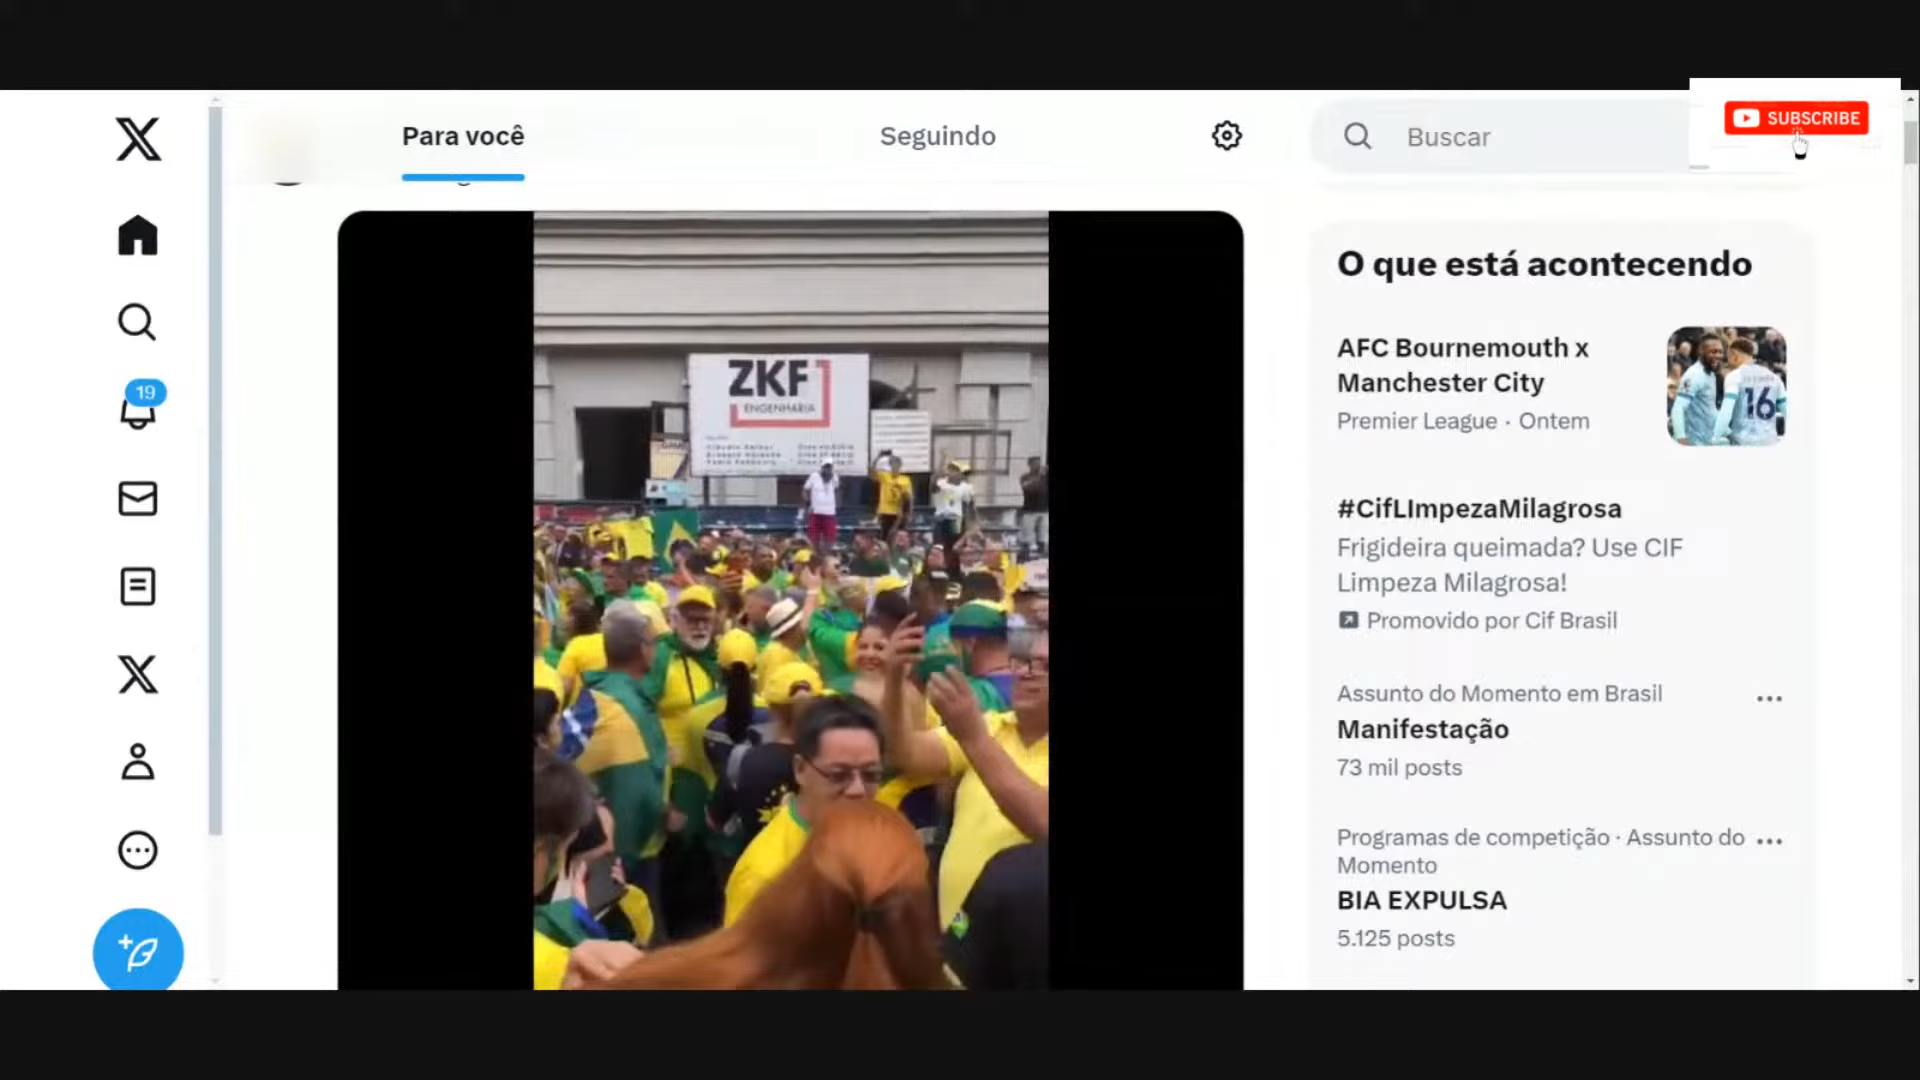 Para você
Seguindo
Buscar
SUBSCRIBE
19
ZKF
ENGENHARIA
O que está acontecendo
AFC Bournemouth x
Manchester City
Premier League · Ontem
16
#CifLImpezaMilagrosa
Frigideira queimada? Use CIF
Limpeza Milagrosa!
Promovido por Cif Brasil
Assunto do Momento em Brasil
Manifestação
73 mil posts
Programas de competição · Assunto do
Momento
BIA EXPULSA
5.125 posts